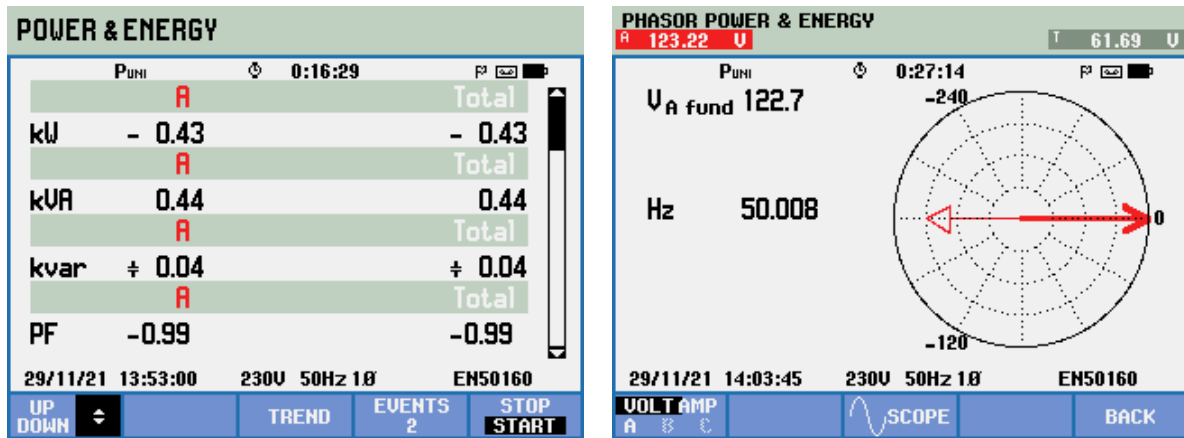 POWER & ENERGY
PUNI 0:16:29
A Total
kW - 0.43 - 0.43
A Total
kVA 0.44 0.44
A Total
kvar ÷ 0.04 ÷ 0.04
A Total
PF -0.99 -0.99
29/11/21 13:53:00 230V 50Hz 1Ø EN50160
UP DOWN TREND EVENTS 2 STOP START
PHASOR POWER & ENERGY
A 123.22 V T 61.69 V
PUNI 0:27:14
VA fund 122.7
-240
Hz 50.008
0
-120
29/11/21 14:03:45 230V 50Hz 1Ø EN50160
VOLT AMP
A B C SCOPE BACK